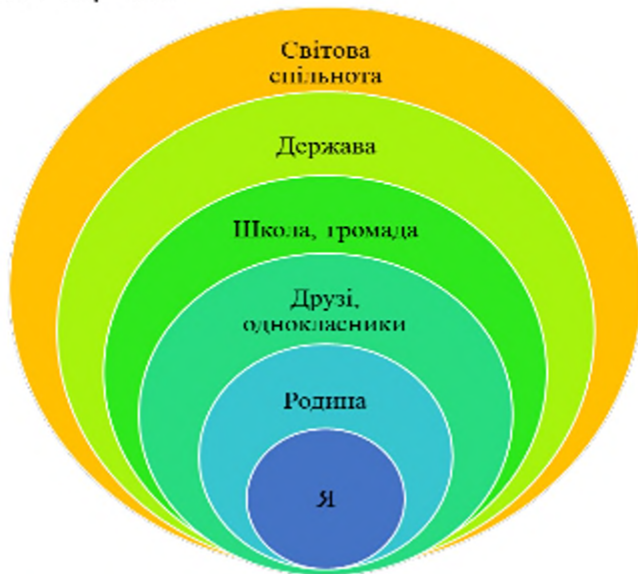 Світова
спільнота
Держава
Школа, громада
Друзі,
однокласники
Родина
Я